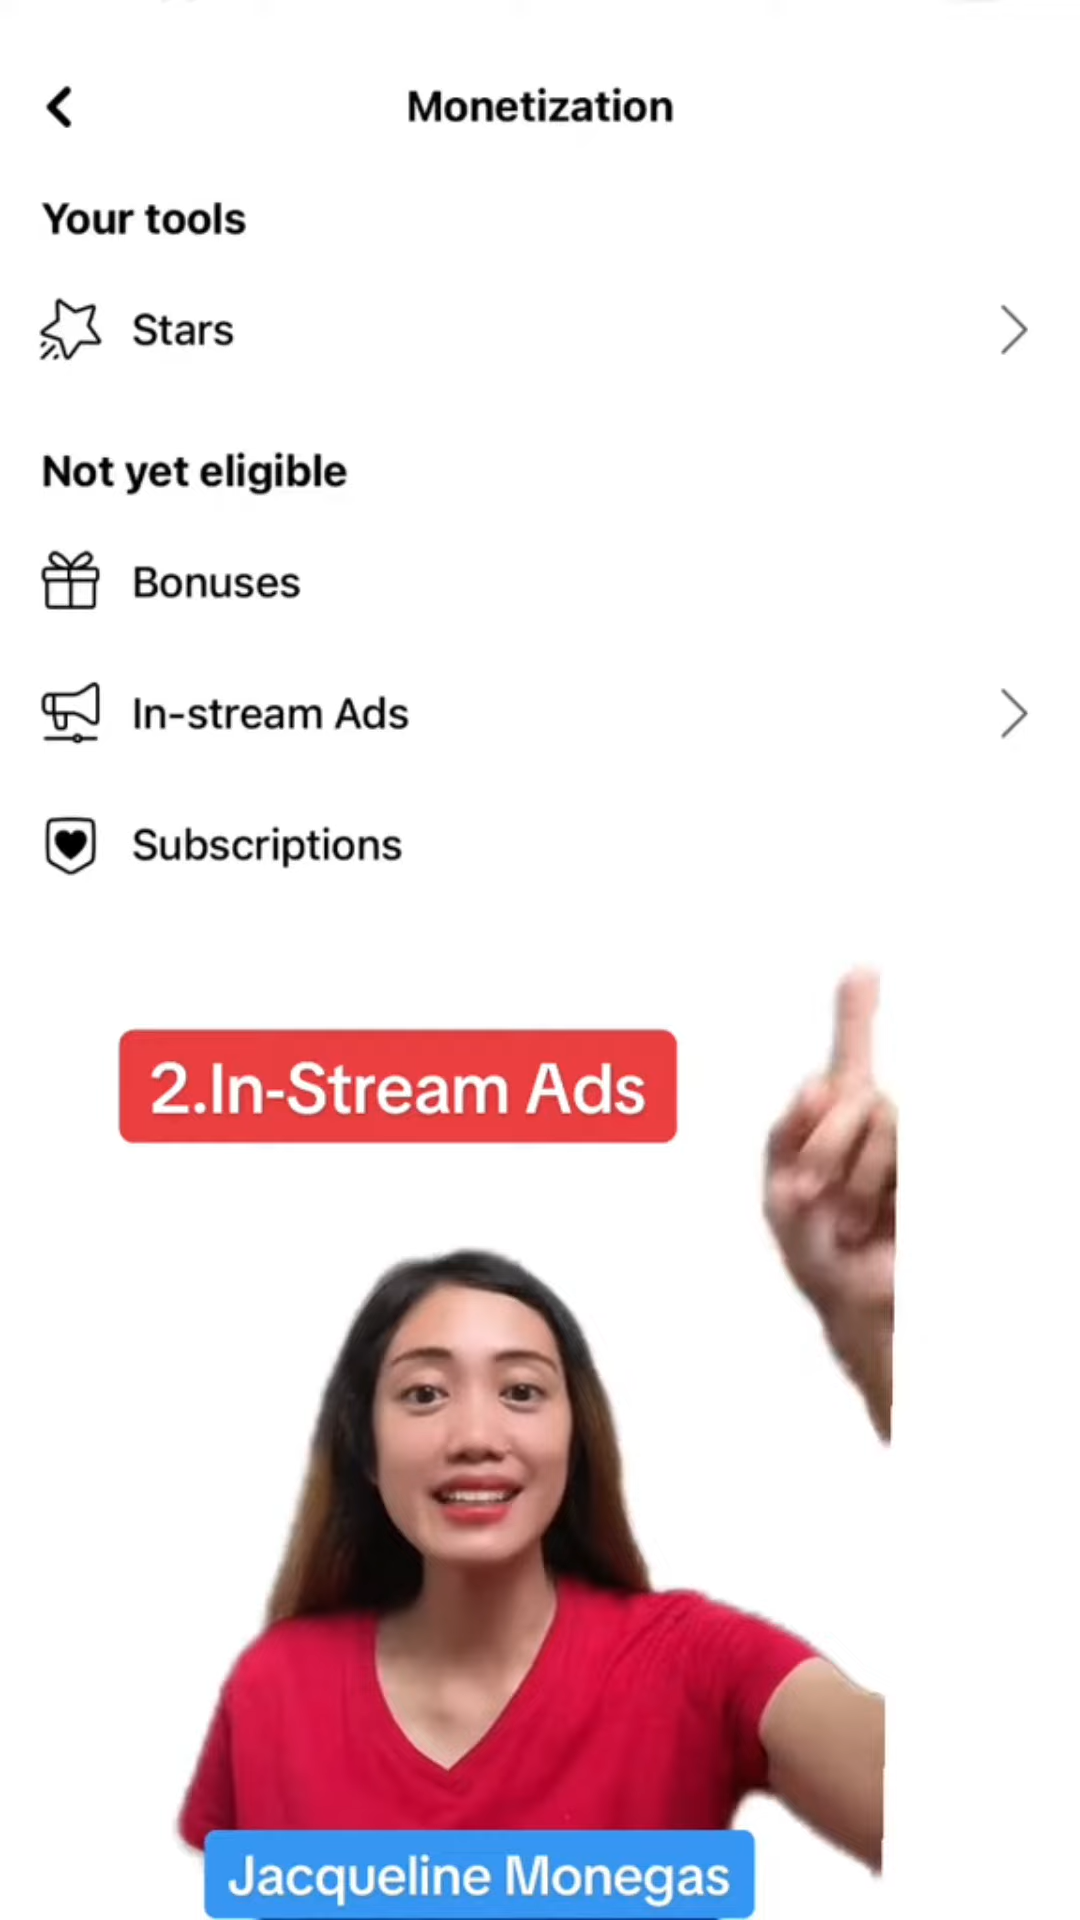 Monetization
Your tools
Stars
Not yet eligible
Bonuses
In-stream Ads
Subscriptions
2.In-Stream Ads
Jacqueline Monegas